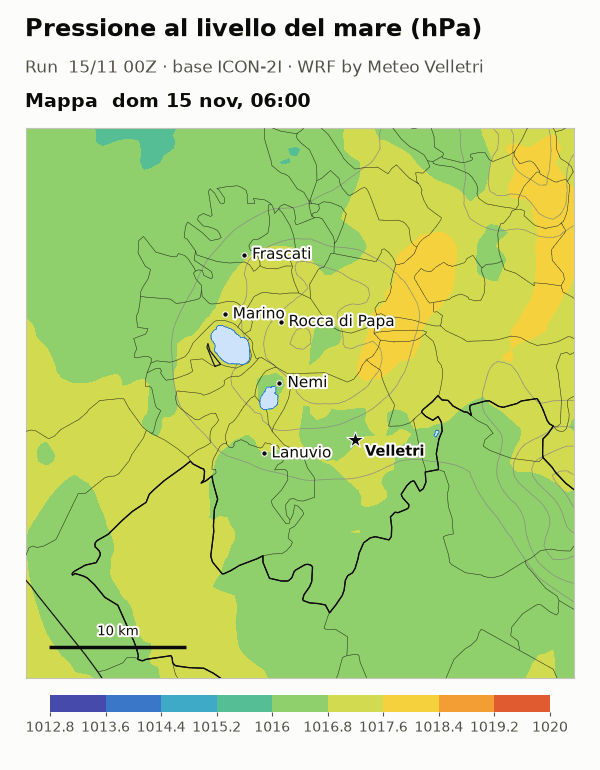 Pressione al livello del mare (hPa)
Run 15/11 00Z · base ICON-2I · WRF by Meteo Velletri
Mappa dom 15 nov, 06:00
Frascati
Marino
Rocca di Papa
Nemi
Velletri
Lanuvio
10 km
1012.8 1013.6 1014.4 1015.2 1016 1016.8 1017.6 1018.4 1019.2 1020